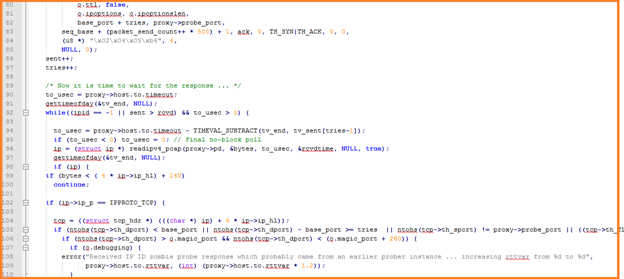 80 o.ttl, false,
81 o.ipoptions, o.ipoptionslen,
82 base_port + tries, proxy->probe_port,
83 seq_base + (packet_send_count++ * 500) + 1, ack, 0, TH_SYN|TH_ACK, 0, 0,
84 (u8 *) "\x02\x04\x05\xb4", 4,
85 NULL, 0);
86 sent++;
87 tries++;
88
89 /* Now it is time to wait for the response ... */
90 to_usec = proxy->host.to.timeout;
91 gettimeofday(&tv_end, NULL);
92 while((ipid == -1 || sent > rcvd) && to_usec > 0) {
93
94 to_usec = proxy->host.to.timeout - TIMEVAL_SUBTRACT(tv_end, tv_sent[tries-1]);
95 if (to_usec < 0) to_usec = 0; // Final no-block poll
96 ip = (struct ip *) readipv4_pcap(proxy->pd, &bytes, to_usec, &rcvdtime, NULL, true);
97 gettimeofday(&tv_end, NULL);
98 if (ip) {
99 if (bytes < ( 4 * ip->ip_hl) + 14U)
100 continue;
101
102 if (ip->ip_p == IPPROTO_TCP) {
103
104 tcp = ((struct tcp_hdr *) (((char *) ip) + 4 * ip->ip_hl));
105 if (ntohs(tcp->th_dport) < base_port || ntohs(tcp->th_dport) - base_port >= tries || ntohs(tcp->th_sport) != proxy->probe_port || ((tcp->th_
106 if (ntohs(tcp->th_dport) > o.magic_port && ntohs(tcp->th_dport) < (o.magic_port + 260)) {
107 if (o.debugging) {
108 error("Received IP ID zombie probe response which probably came from an earlier prober instance ... increasing rttvar from %d to %d",
109 proxy->host.to.rttvar, (int) (proxy->host.to.rttvar * 1.2));
110 }